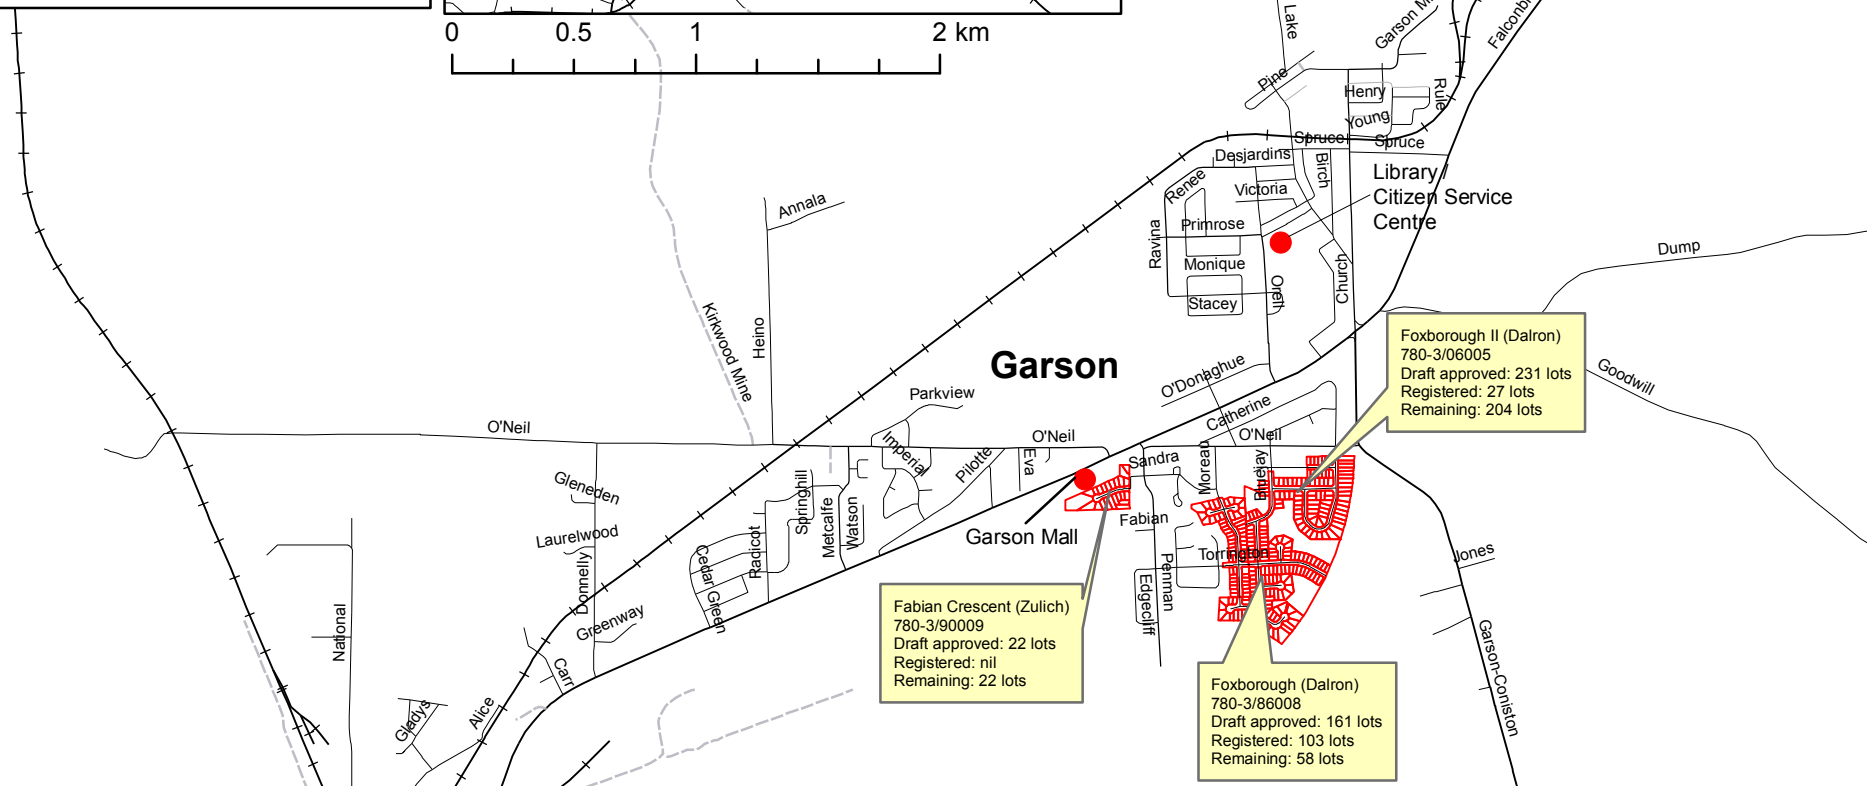 0 0.5 1 2 km
Lake
Garson
Pine
Henry
Rule
Young
Spruce
Spruce
Desjardins
Birch
Renee
Victoria
Library /
Citizen Service
Centre
Annala
Primrose
Ravina
Monique
Church
Orell
Stacey
Dump
Kirkwood Mine
Heino
Garson
O'Donaghue
Foxborough II (Dalron)
780-3/06005
Draft approved: 231 lots
Registered: 27 lots
Remaining: 204 lots
Goodwill
Parkview
Catherine
O'Neil
O'Neil
O'Neil
Imperial
Pilotte
Eva
Sandra
Moreau
Bluejay
Gleneden
Springhill
Metcalfe
Watson
Fabian
Garson Mall
Laurelwood
Radicot
Torrington
Jones
Donnelly
Cedar Green
Penman
Edgecliff
Greenway
National
Fabian Crescent (Zulich)
780-3/90009
Draft approved: 22 lots
Registered: nil
Remaining: 22 lots
Garson-Coniston
Carr
Gladys
Alice
Foxborough (Dalron)
780-3/86008
Draft approved: 161 lots
Registered: 103 lots
Remaining: 58 lots